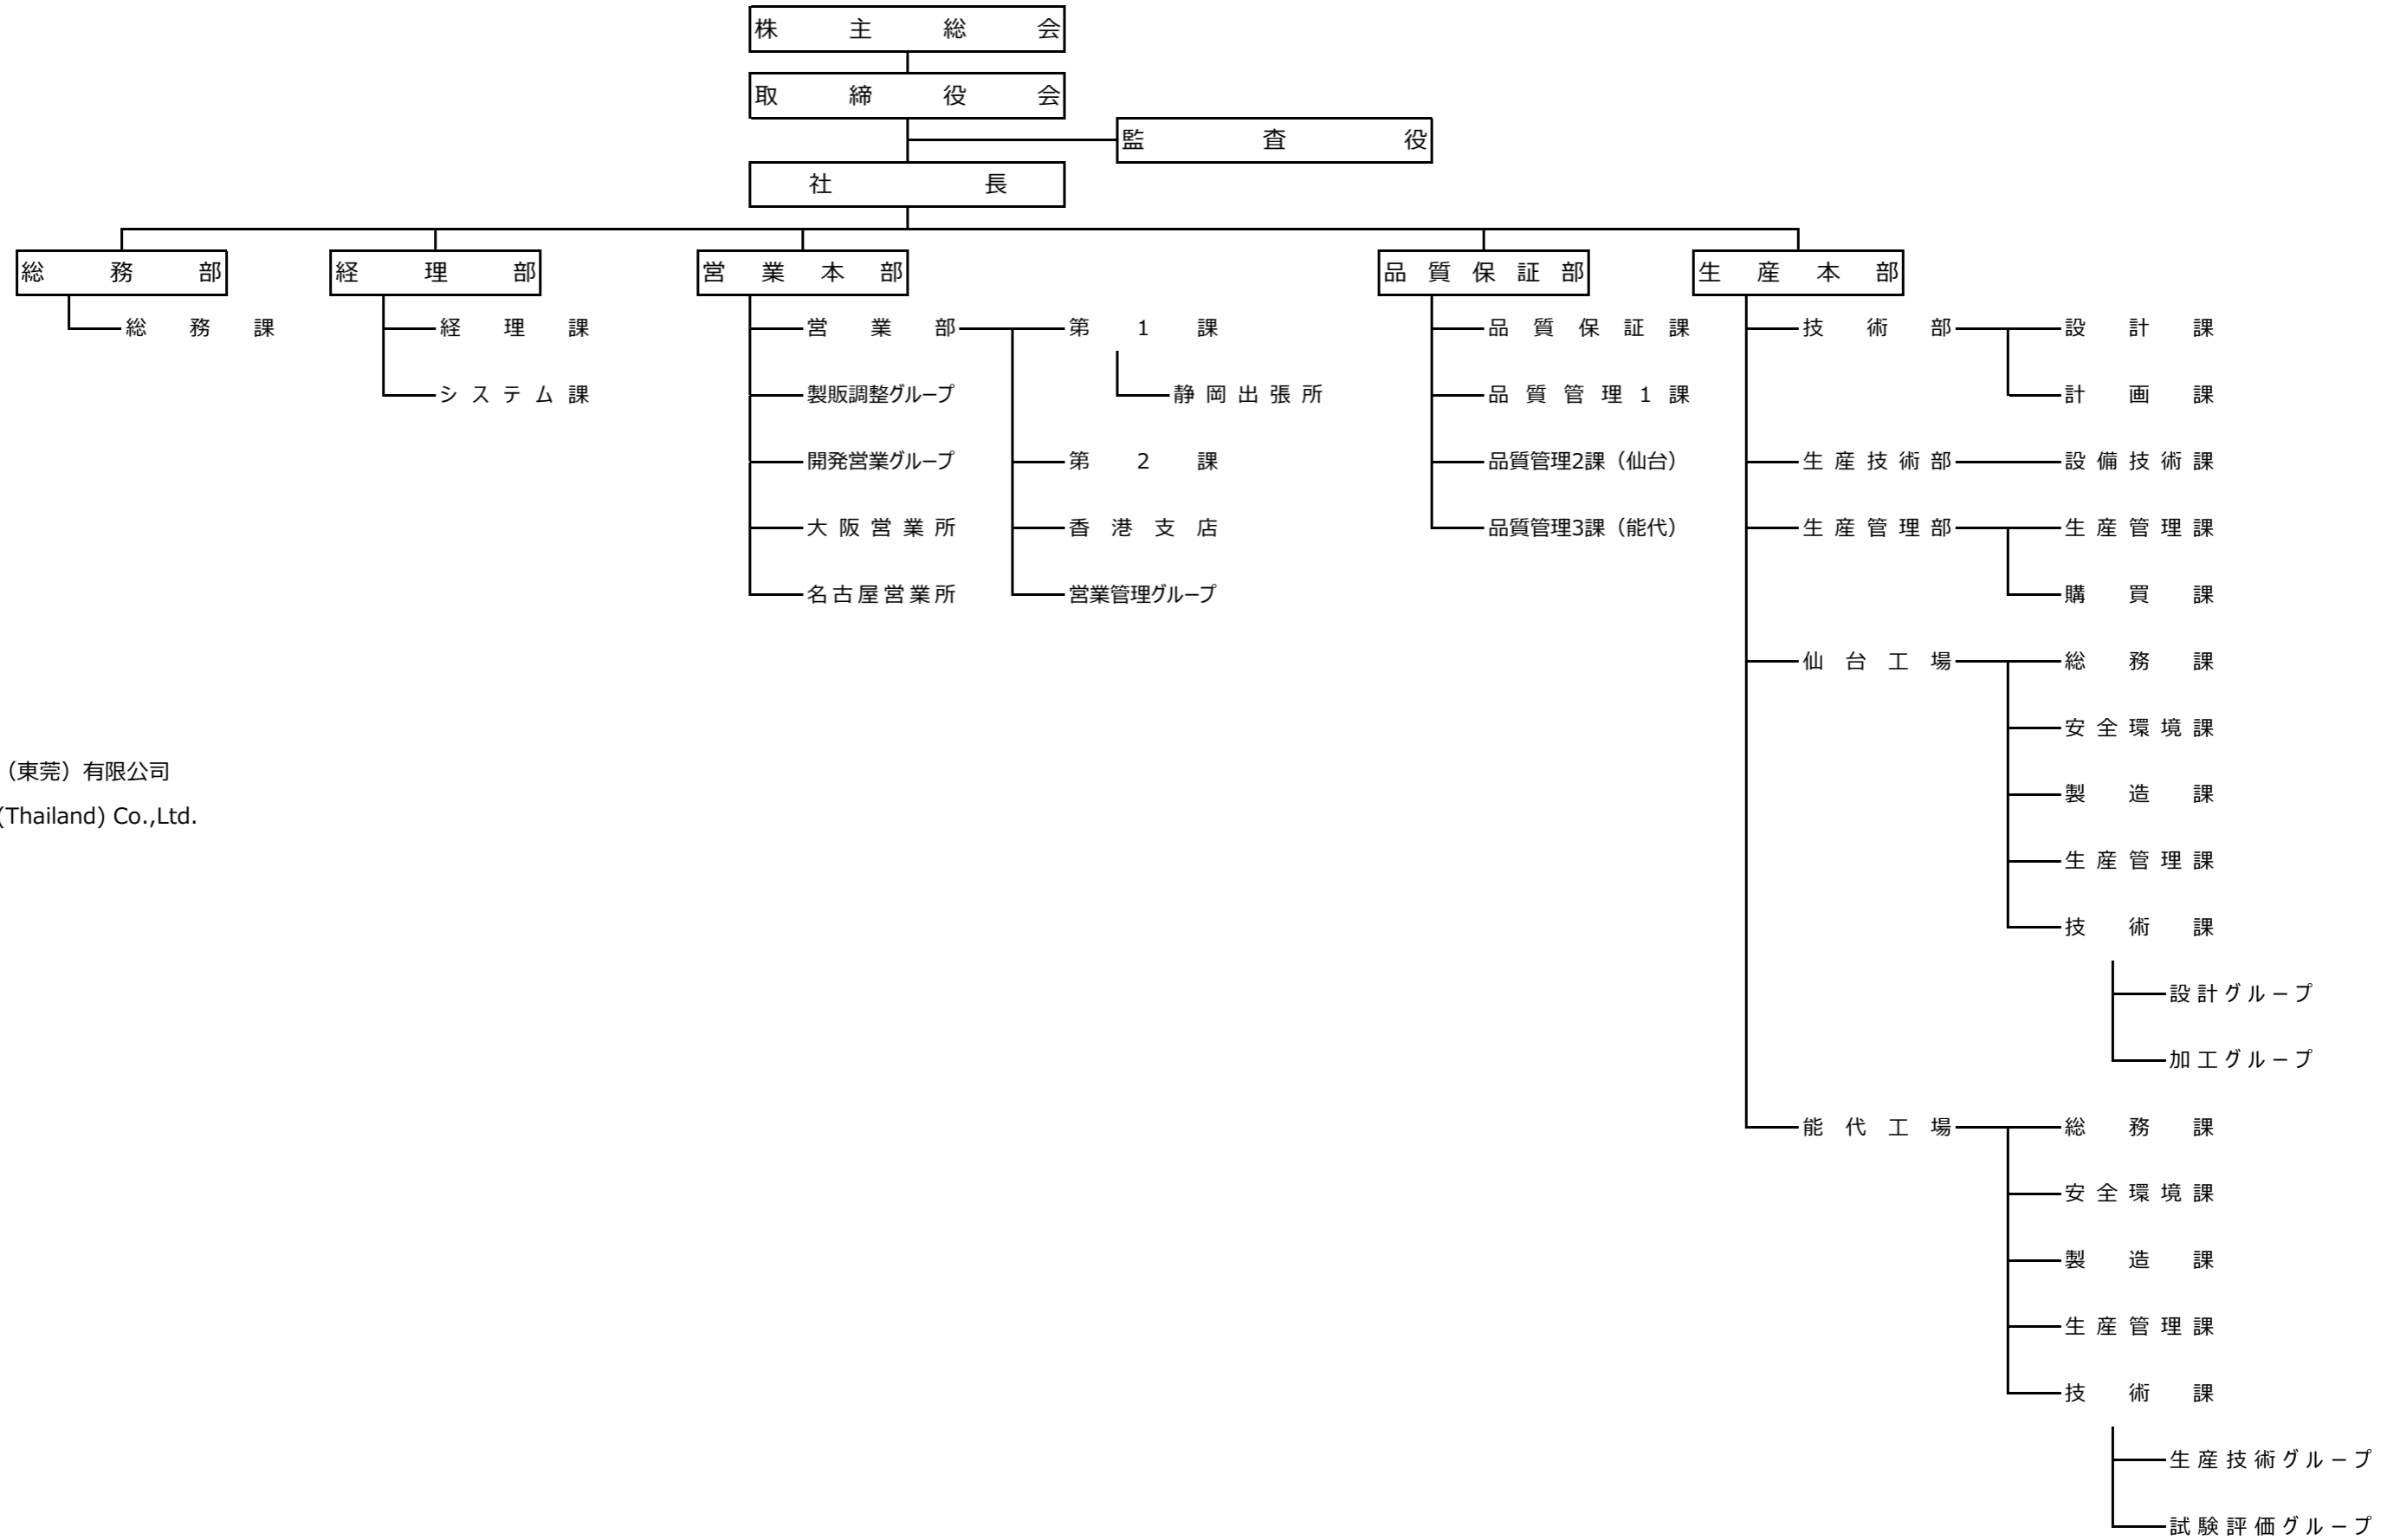 株主総会
取締役会
監査役
社長
総務部 経理部 営業本部 品質保証部 生産本部
総務課 経理課 営業部 第1課 品質保証課 技術部 設計課
システム課 製販調整グループ 静岡出張所 品質管理1課 計画課
開発営業グループ 第2課 品質管理2課（仙台） 生産技術部 設備技術課
大阪営業所 香港支店 品質管理3課（能代） 生産管理部 生産管理課
名古屋営業所 営業管理グループ 購買課
仙台工場 総務課
安全環境課
（東莞）有限公司
製造課
(Thailand) Co.,Ltd.
生産管理課
技術課
設計グループ
加工グループ
能代工場 総務課
安全環境課
製造課
生産管理課
技術課
生産技術グループ
試験評価グループ